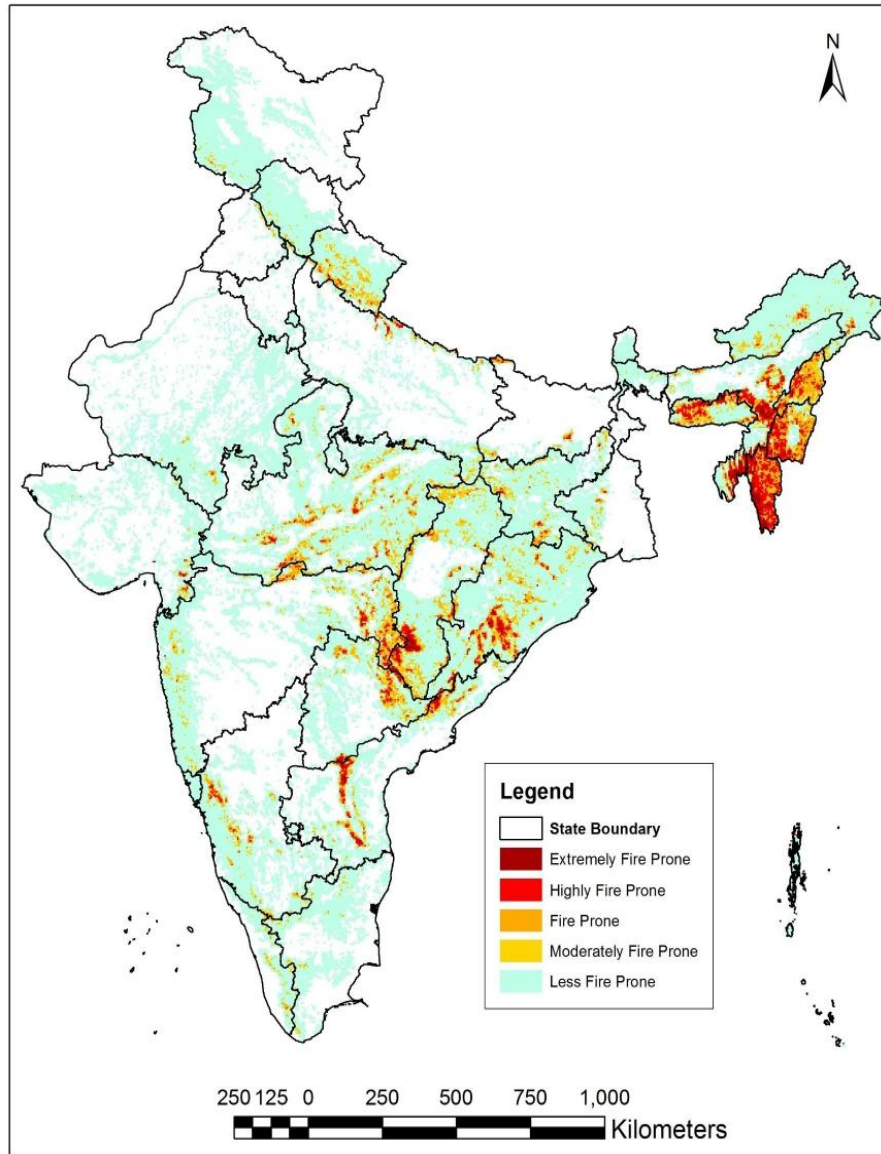 N
Legend
State Boundary
Extremely Fire Prone
Highly Fire Prone
Fire Prone
Moderately Fire Prone
Less Fire Prone
250 125 0 250 500 750 1,000
Kilometers